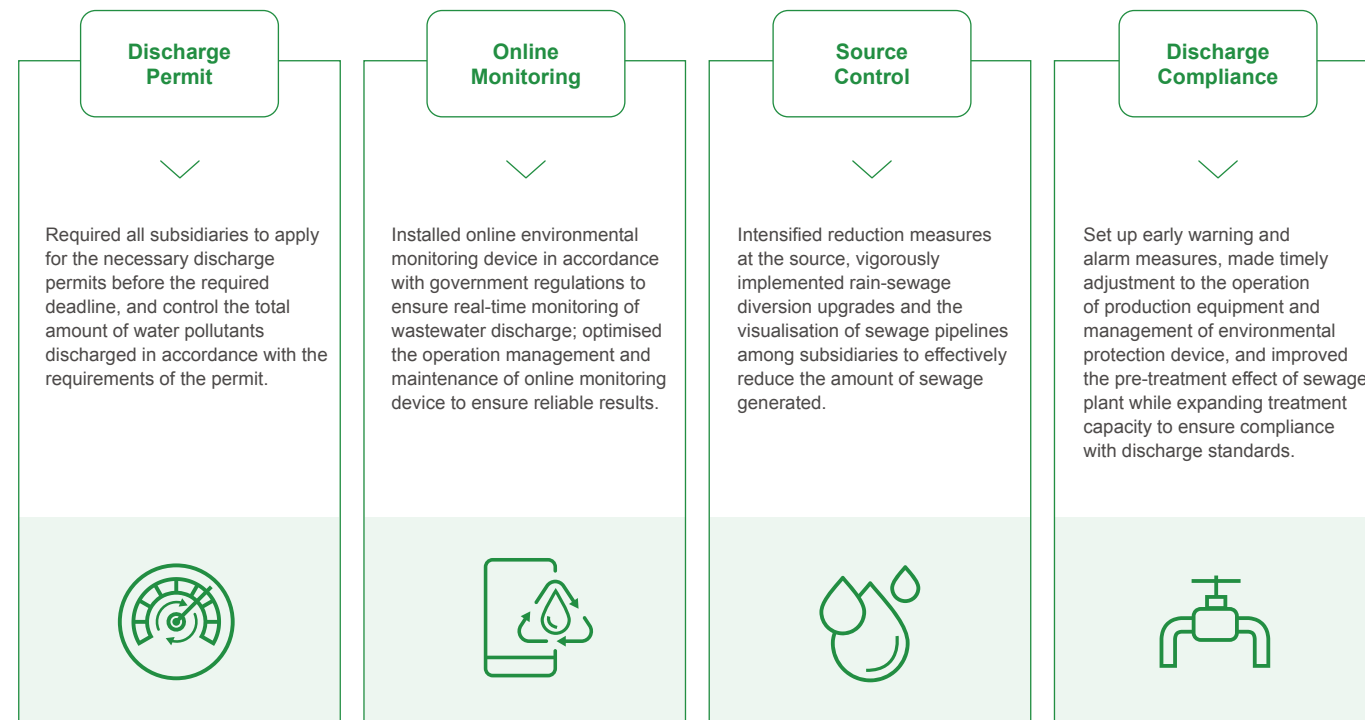 Discharge
Permit
Required all subsidiaries to apply
for the necessary discharge
permits before the required
deadline, and control the total
amount of water pollutants
discharged in accordance with the
requirements of the permit.
Online
Monitoring
Installed online environmental
monitoring device in accordance
with government regulations to
ensure real-time monitoring of
wastewater discharge; optimised
the operation management and
maintenance of online monitoring
device to ensure reliable results.
Source
Control
Intensified reduction measures
at the source, vigorously
implemented rain-sewage
diversion upgrades and the
visualisation of sewage pipelines
among subsidiaries to effectively
reduce the amount of sewage
generated.
Discharge
Compliance
Set up early warning and
alarm measures, made timely
adjustment to the operation
of production equipment and
management of environmental
protection device, and improved
the pre-treatment effect of sewage
plant while expanding treatment
capacity to ensure compliance
with discharge standards.